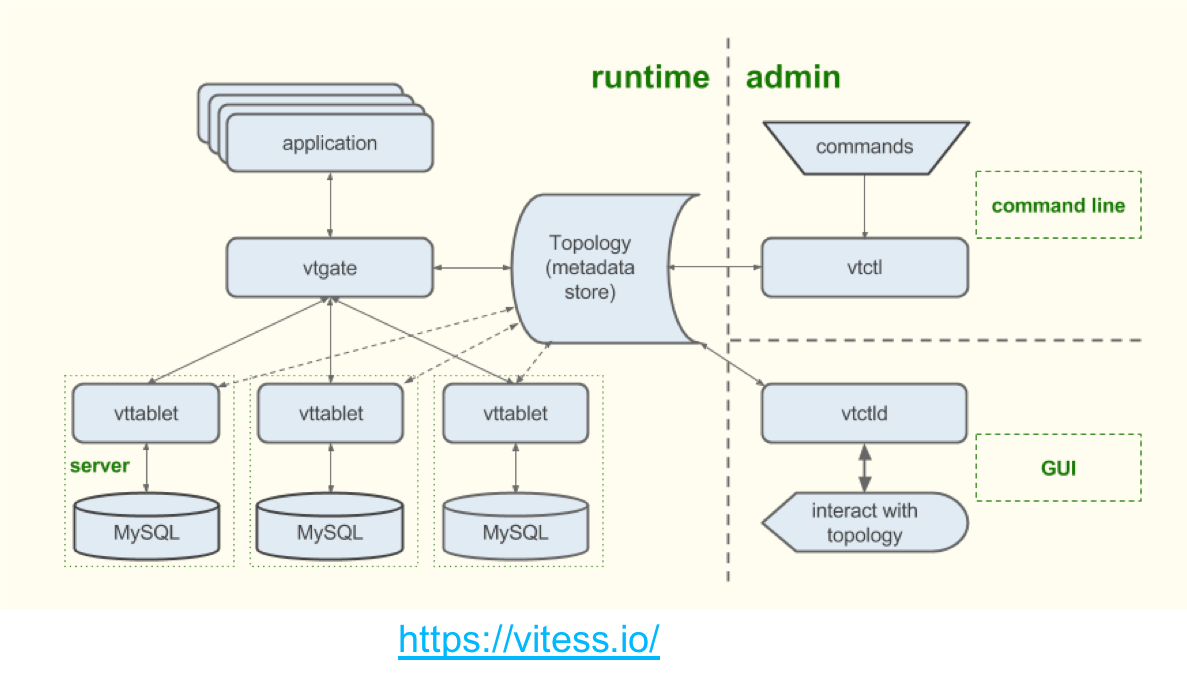 runtime
admin
application
commands
command line
Topology
(metadata
store)
vtgate
vtctl
vttablet
vttablet
vttablet
vtctld
server
GUI
MySQL
MySQL
MySQL
interact with
topology
https://vitess.io/